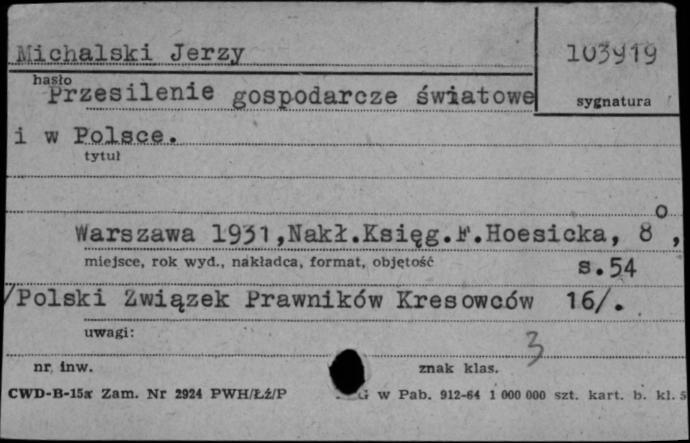 Michalski Jerzy
103919
hasło
Przesilenie gospodarcze światowe
sygnatura
i w Polsce.
tytuł
Warszawa 1931,Nakł.Księg.F.Hoesicka, 8°,
miejsce, rok wyd., nakładca, format, objętość
s.54
/Polski Związek Prawników Kresowców 16/.
uwagi:
3
nr. inw.
znak klas.
CWD-B-15a Zam. Nr 2924 PWH/Łź/P
G w Pab. 912-64 1 000 000 szt. kart. b. kl. 5